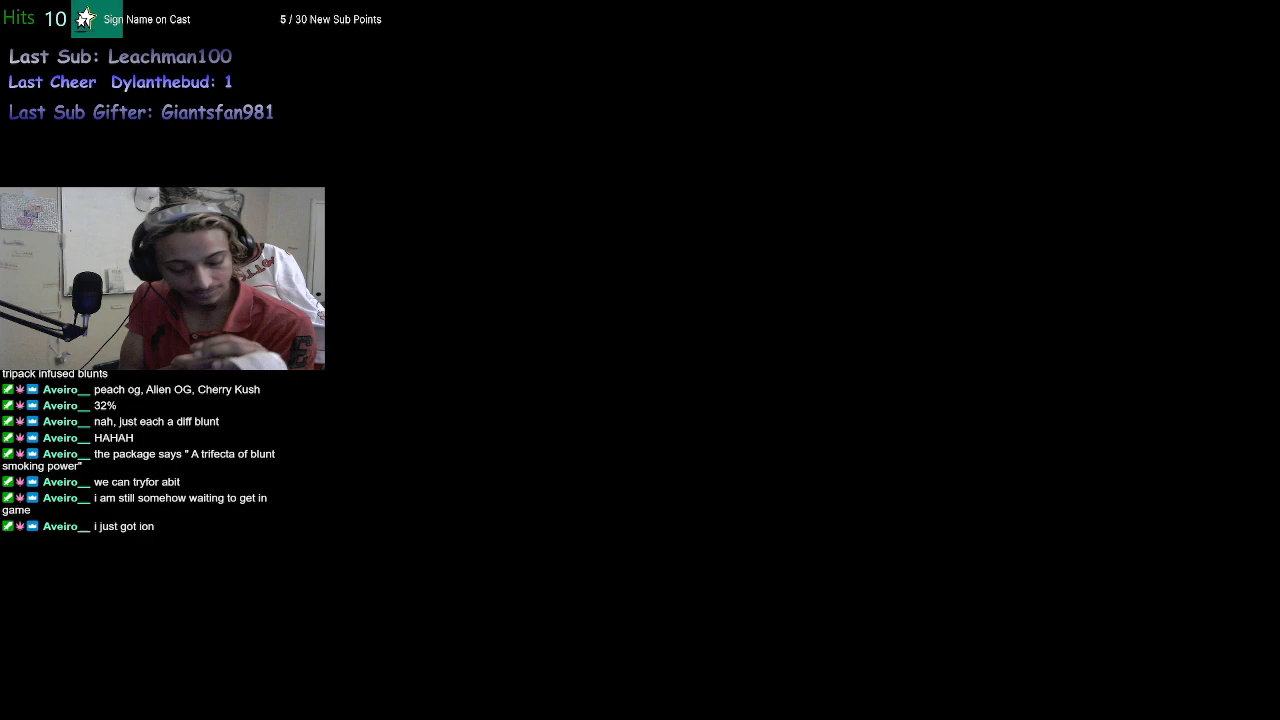 Hits 10 Sign Name on Cast 5 / 30 New Sub Points
Last Sub: Leachman100
Last Cheer Dylanthebud: 1
Last Sub Gifter: Giantsfan981
tripack infused blunts
Aveiro__ peach og, Alien OG, Cherry Kush
Aveiro__ 32%
Aveiro__ nah, just each a diff blunt
Aveiro__ HAHAH
Aveiro__ the package says " A trifecta of blunt
smoking power"
Aveiro__ we can tryfor abit
Aveiro__ i am still somehow waiting to get in
game
Aveiro__ i just got ion